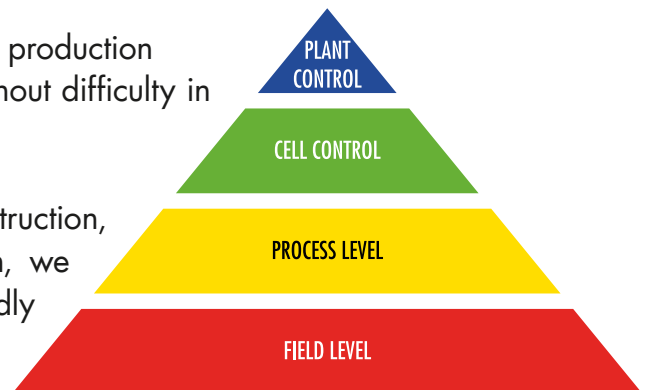 production
hout difficulty in
truction,
, we
dly
PLANT
CONTROL
CELL CONTROL
PROCESS LEVEL
FIELD LEVEL